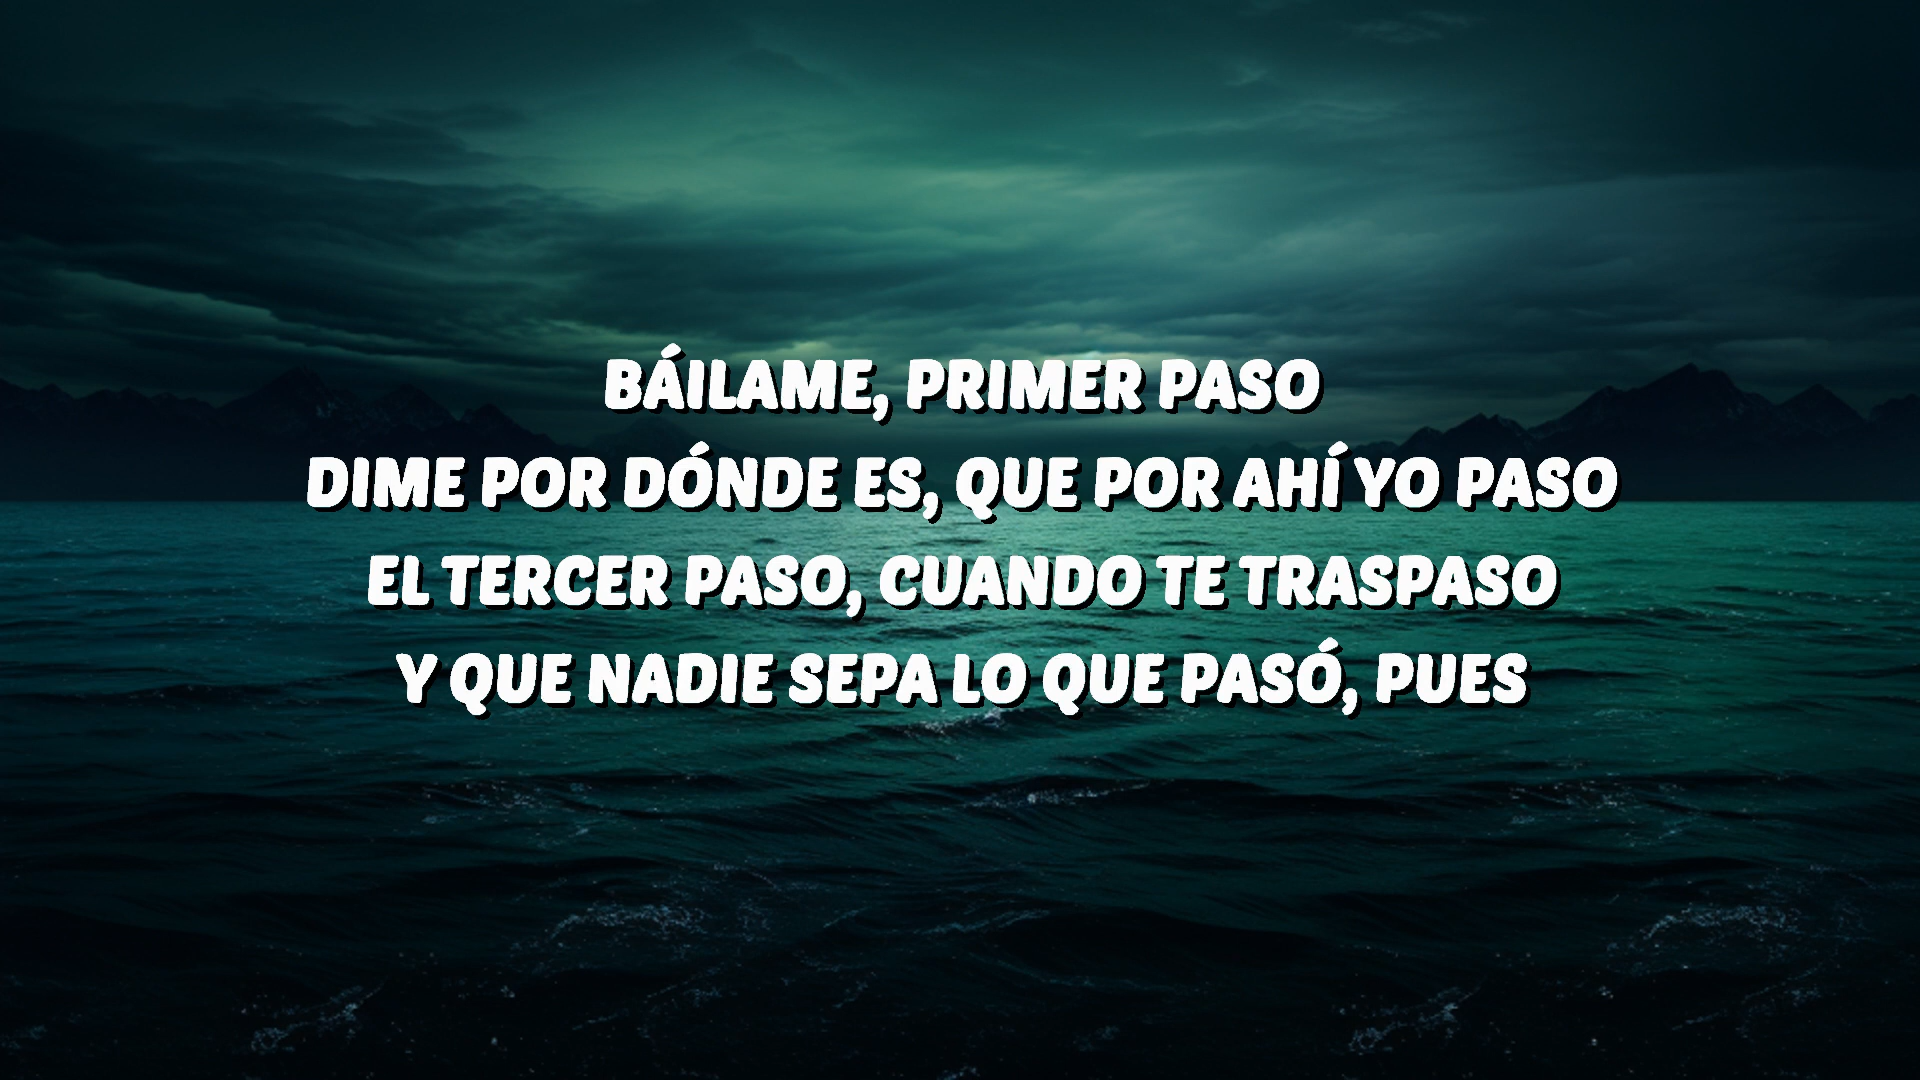 BÁILAME, PRIMER PASO
DIME POR DÓNDE ES, QUE POR AHÍ YO PASO
EL TERCER PASO, CUANDO TE TRASPASO
Y QUE NADIE SEPA LO QUE PASÓ, PUES